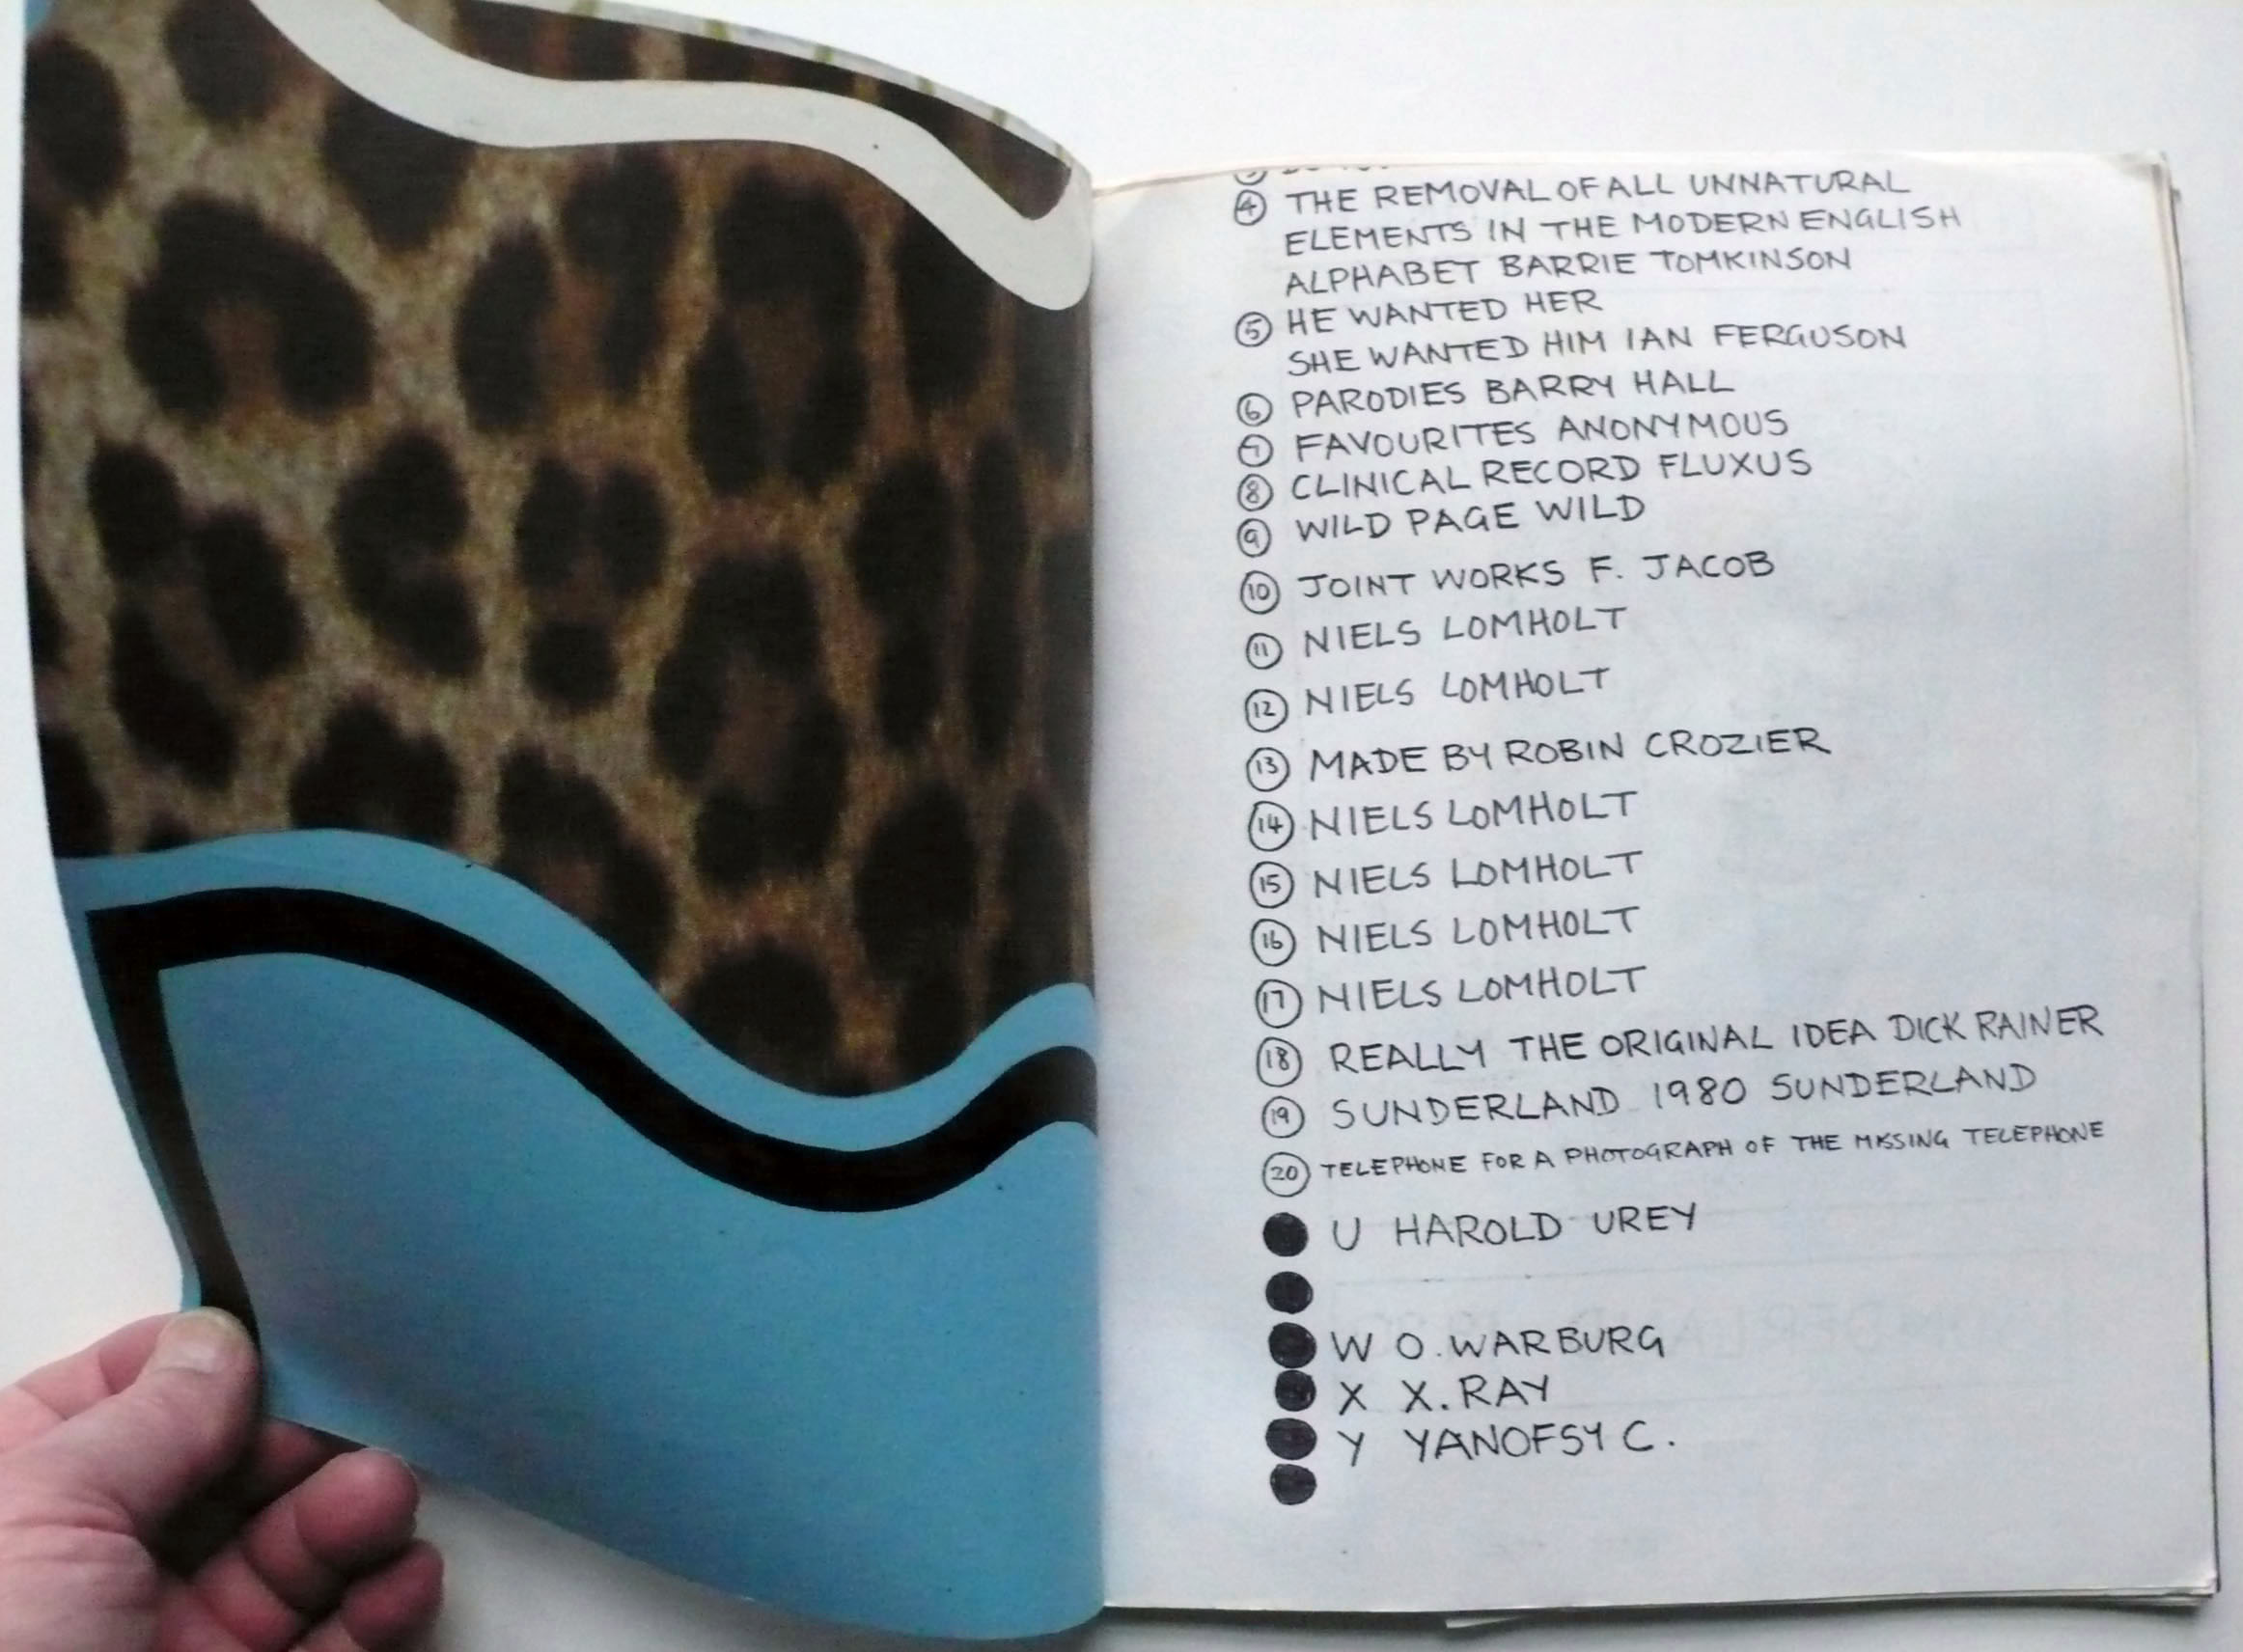 ④ THE REMOVAL OF ALL UNNATURAL
ELEMENTS IN THE MODERN ENGLISH
ALPHABET BARRIE TOMKINSON
⑤ HE WANTED HER
SHE WANTED HIM IAN FERGUSON
⑥ PARODIES BARRY HALL
⑦ FAVOURITES ANONYMOUS
⑧ CLINICAL RECORD FLUXUS
⑨ WILD PAGE WILD
⑩ JOINT WORKS F. JACOB
⑪ NIELS LOMHOLT
⑫ NIELS LOMHOLT
⑬ MADE BY ROBIN CROZIER
⑭ NIELS LOMHOLT
⑮ NIELS LOMHOLT
⑯ NIELS LOMHOLT
⑰ NIELS LOMHOLT
⑱ REALLY THE ORIGINAL IDEA DICK RAINER
⑲ SUNDERLAND 1980 SUNDERLAND
⑳ TELEPHONE FOR A PHOTOGRAPH OF THE MISSING TELEPHONE
● U HAROLD UREY
●
● W O. WARBURG
● X X. RAY
● Y YANOFSY C.
●